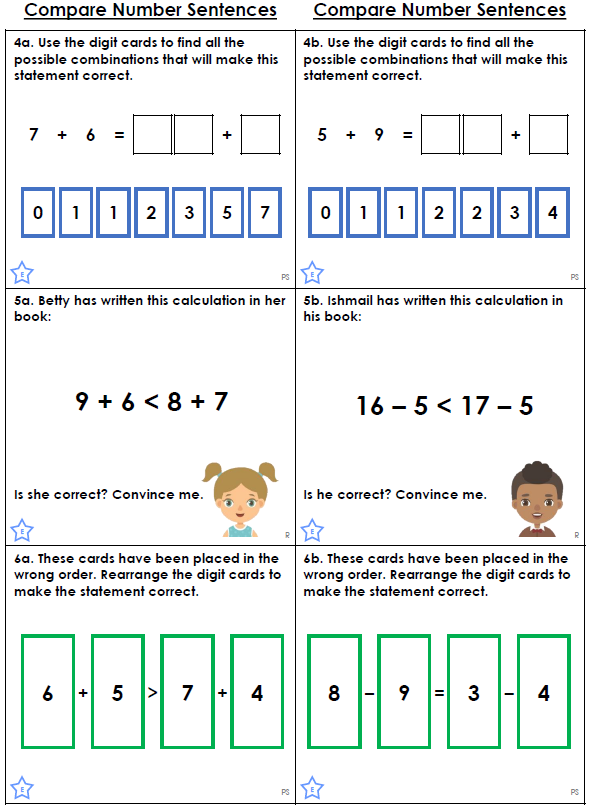 Compare Number Sentences
Compare Number Sentences
4a. Use the digit cards to find all the
possible combinations that will make this
statement correct.
7 + 6 = +
0 1 1 2 3 5 7
E
PS
4b. Use the digit cards to find all the
possible combinations that will make this
statement correct.
5 + 9 = +
0 1 1 2 2 3 4
E
PS
5a. Betty has written this calculation in her
book:
9 + 6 < 8 + 7
Is she correct? Convince me.
E
R
5b. Ishmail has written this calculation in
his book:
16 – 5 < 17 – 5
Is he correct? Convince me.
E
R
6a. These cards have been placed in the
wrong order. Rearrange the digit cards to
make the statement correct.
6 + 5 > 7 + 4
E
PS
6b. These cards have been placed in the
wrong order. Rearrange the digit cards to
make the statement correct.
8 – 9 = 3 – 4
E
PS